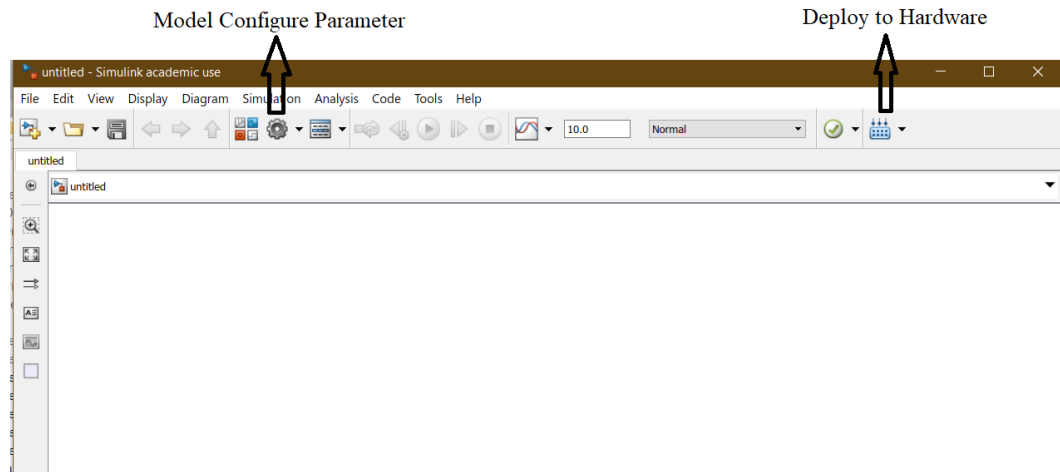 Model Configure Parameter
Deploy to Hardware
untitled - Simulink academic use
File Edit View Display Diagram Simulation Analysis Code Tools Help
10.0 Normal
untitled
untitled